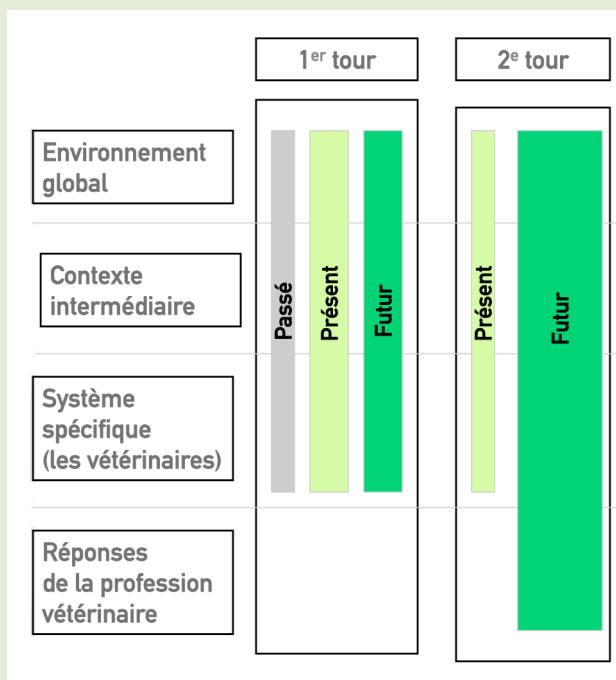 1er tour
2e tour
Environnement
global
Contexte
intermédiaire
Système
spécifique
(les vétérinaires)
Réponses
de la profession
vétérinaire
Passé
Présent
Futur
Présent
Futur